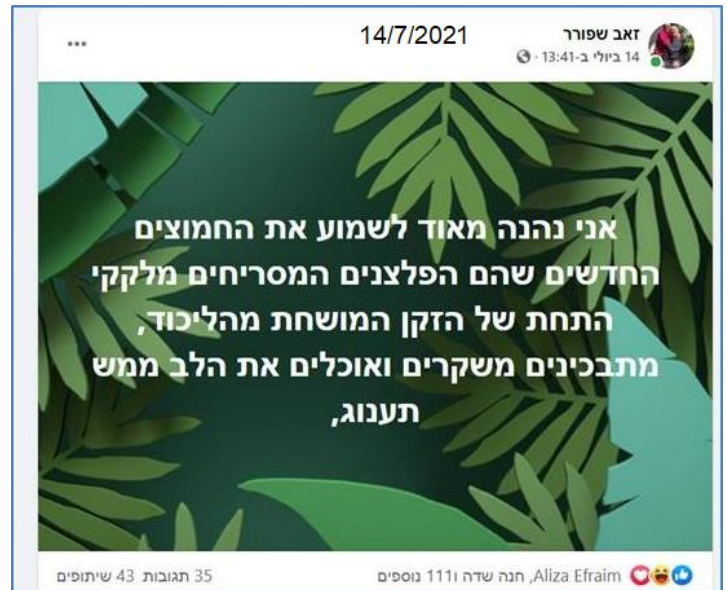 זאב שפורר
14/7/2021
14 ביולי ב-13:41 ·
אני נהנה מאוד לשמוע את החמוצים
החדשים שהם הפלצנים המסריחים מלקקי
התחת של הזקן המושחת מהליכוד,
מתבכינים משקרים ואוכלים את הלב ממש
תענוג,
Aliza Efraim, חנה שדה ו111 נוספים
35 תגובות 43 שיתופים